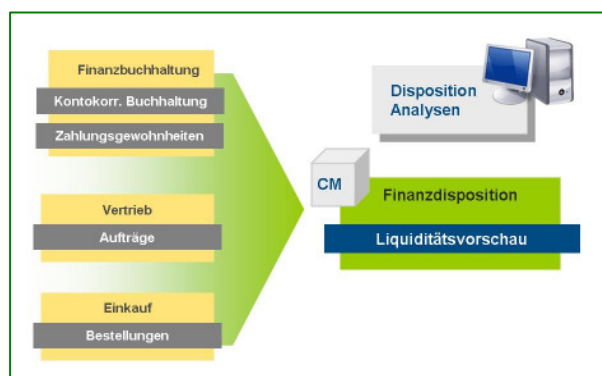 Finanzbuchhaltung
Kontokorr. Buchhaltung
Zahlungsgewohnheiten
Vertrieb
Aufträge
Einkauf
Bestellungen
Disposition
Analysen
CM
Finanzdisposition
Liquiditätsvorschau